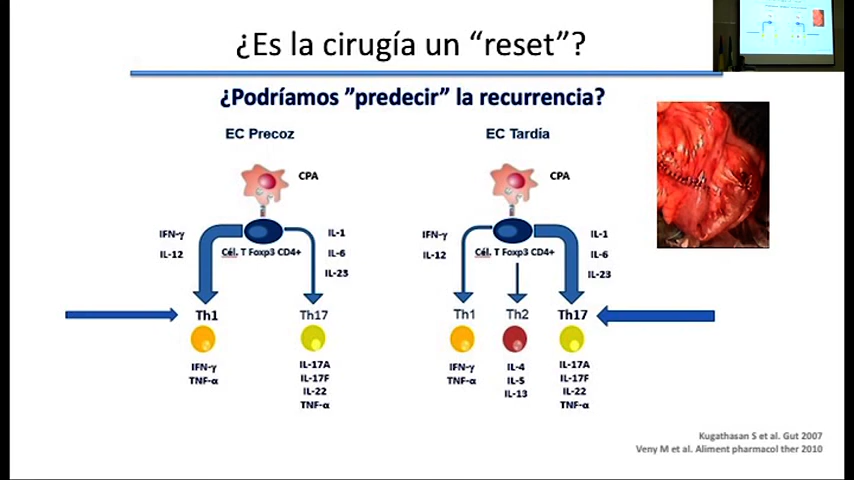 ¿Es la cirugía un “reset”?
¿Podríamos ”predecir” la recurrencia?
EC Precoz
EC Tardía
CPA
CPA
IFN-γ
IL-12
IL-1
IL-6
IL-23
Cél. T Foxp3 CD4+
IFN-γ
IL-12
IL-1
IL-6
IL-23
Cél. T Foxp3 CD4+
Th1
Th17
Th1
Th2
Th17
IFN-γ
TNF-α
IL-17A
IL-17F
IL-22
TNF-α
IFN-γ
TNF-α
IL-4
IL-5
IL-13
IL-17A
IL-17F
IL-22
TNF-α
Kugathasan S et al. Gut 2007
Veny M et al. Aliment pharmacol ther 2010